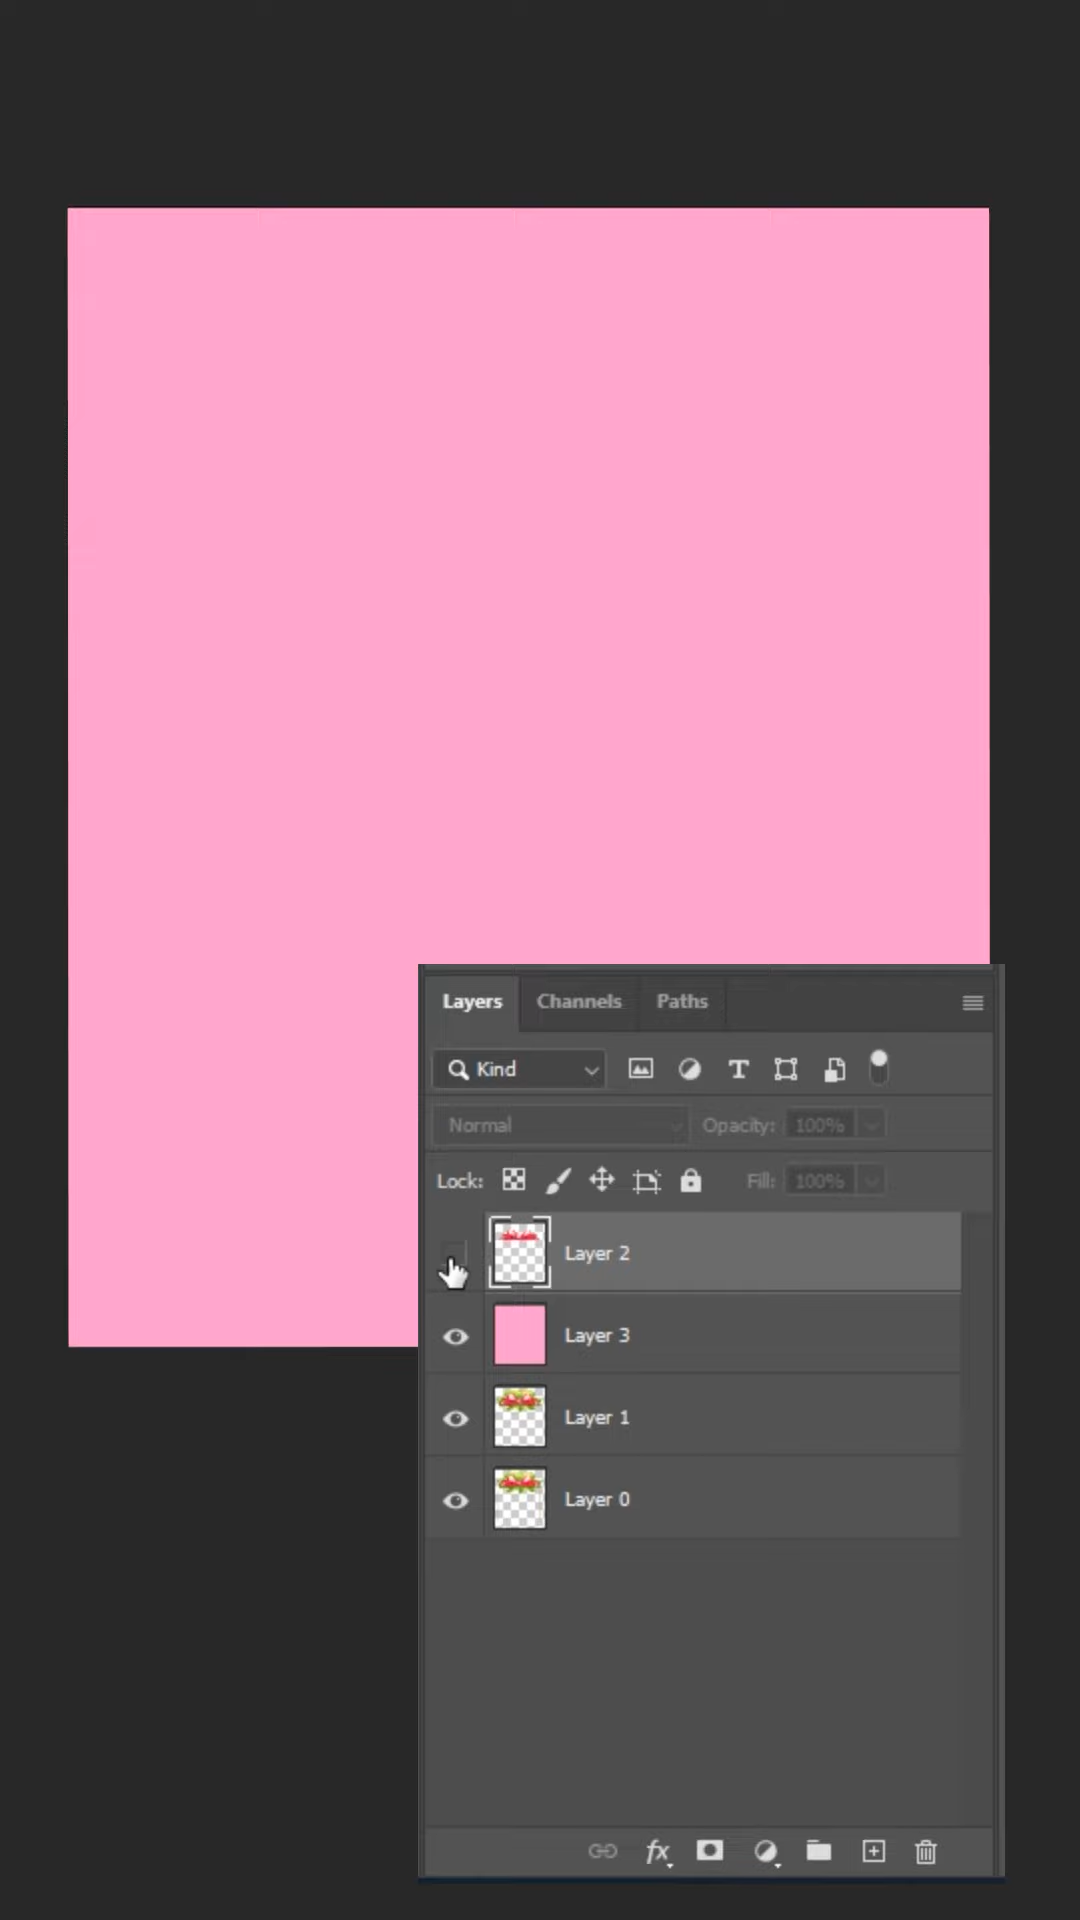 Layers Channels Paths
Kind T
Normal Opacity: 100%
Lock: Fill: 100%
Layer 2
Layer 3
Layer 1
Layer 0
fx